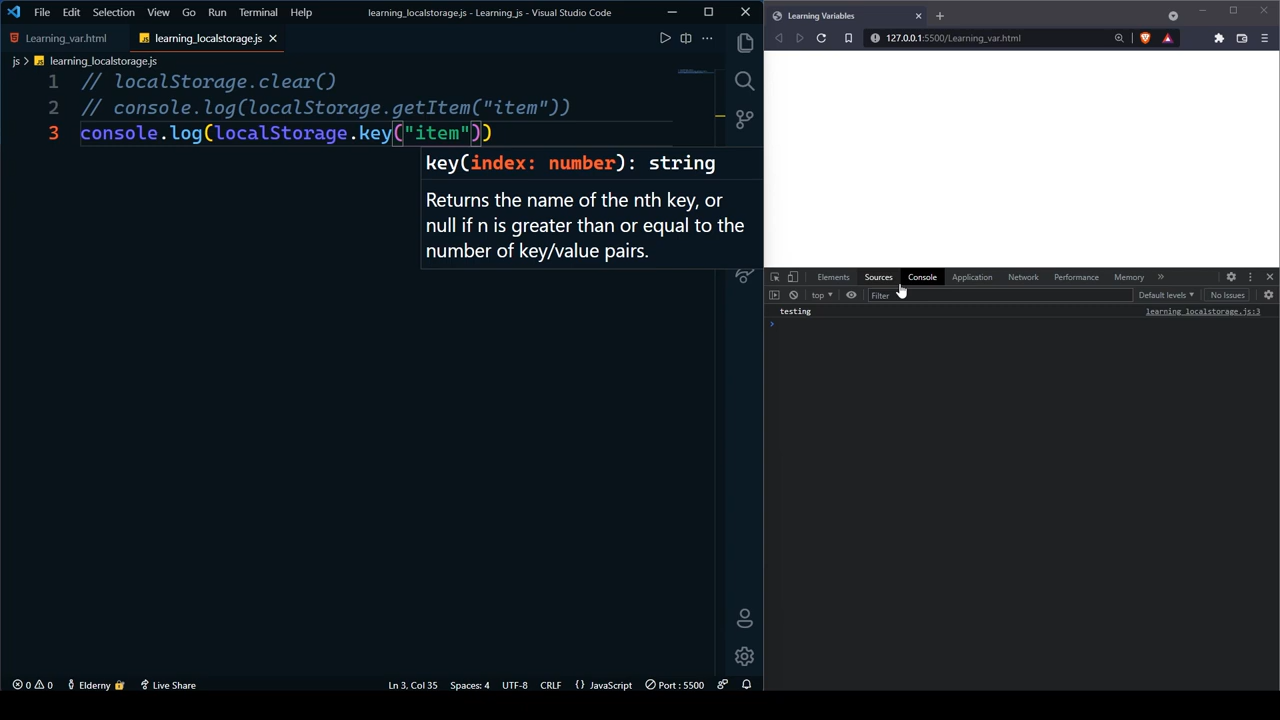 File Edit Selection View Go Run Terminal Help
learning_localstorage.js - Learning_js - Visual Studio Code
Learning_var.html
JS learning_localstorage.js
js > JS learning_localstorage.js
1 // localStorage.clear()
2 // console.log(localStorage.getItem("item"))
3 console.log(localStorage.key("item"))
key(index: number): string
Returns the name of the nth key, or
null if n is greater than or equal to the
number of key/value pairs.
0 0 Elderny Live Share
Ln 3, Col 35 Spaces: 4 UTF-8 CRLF {} JavaScript Port : 5500
Learning Variables
127.0.0.1:5500/Learning_var.html
Elements Sources Console Application Network Performance Memory »
top Filter Default levels No Issues
testing learning_localstorage.js:3